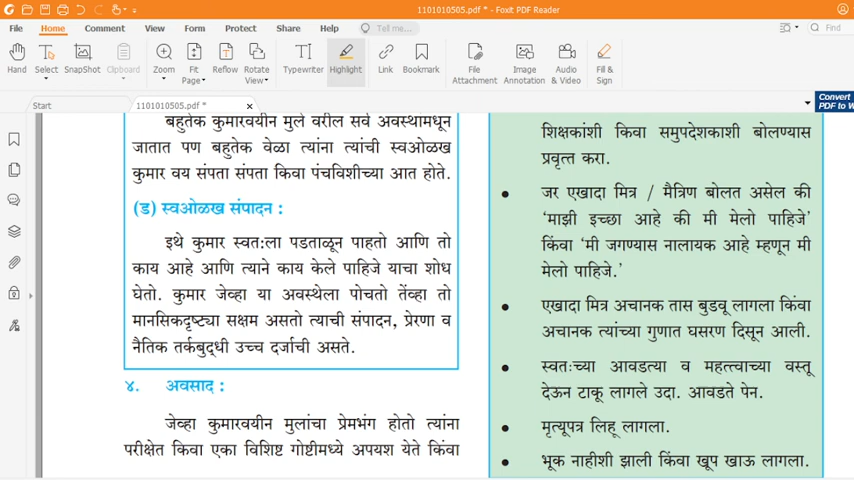 1101010505.pdf * - Foxit PDF Reader
File Home Comment View Form Protect Share Help Tell me... Find
Hand Select SnapShot Clipboard Zoom Fit Page Reflow Rotate View Typewriter Highlight Link Bookmark File Attachment Image Annotation Audio & Video Fill & Sign
Start 1101010505.pdf * Convert
PDF to W
बहुतेक कुमारवयीन मुले वरील सर्व अवस्थामधून
जातात पण बहुतेक वेळा त्यांना त्यांची स्वओळख
कुमार वय संपता संपता किंवा पंचविशीच्या आत होते.
(ड) स्वओळख संपादन :
इथे कुमार स्वत:ला पडताळून पाहतो आणि तो
काय आहे आणि त्याने काय केले पाहिजे याचा शोध
घेतो. कुमार जेव्हा या अवस्थेला पोचतो तेंव्हा तो
मानसिकदृष्ट्या सक्षम असतो त्याची संपादन, प्रेरणा व
नैतिक तर्कबुद्धी उच्च दर्जाची असते.
४. अवसाद :
जेव्हा कुमारवयीन मुलांचा प्रेमभंग होतो त्यांना
परीक्षेत किंवा एका विशिष्ट गोष्टीमध्ये अपयश येते किंवा
शिक्षकांशी किंवा समुपदेशकाशी बोलण्यास
प्रवृत्त करा.
• जर एखादा मित्र / मैत्रिण बोलत असेल की
‘माझी इच्छा आहे की मी मेलो पाहिजे’
किंवा ‘मी जगण्यास नालायक आहे म्हणून मी
मेलो पाहिजे.’
• एखादा मित्र अचानक तास बुडवू लागला किंवा
अचानक त्यांच्या गुणात घसरण दिसून आली.
• स्वतःच्या आवडत्या व महत्त्वाच्या वस्तू
देऊन टाकू लागले उदा. आवडते पेन.
• मृत्यूपत्र लिहू लागला.
• भूक नाहीशी झाली किंवा खूप खाऊ लागला.